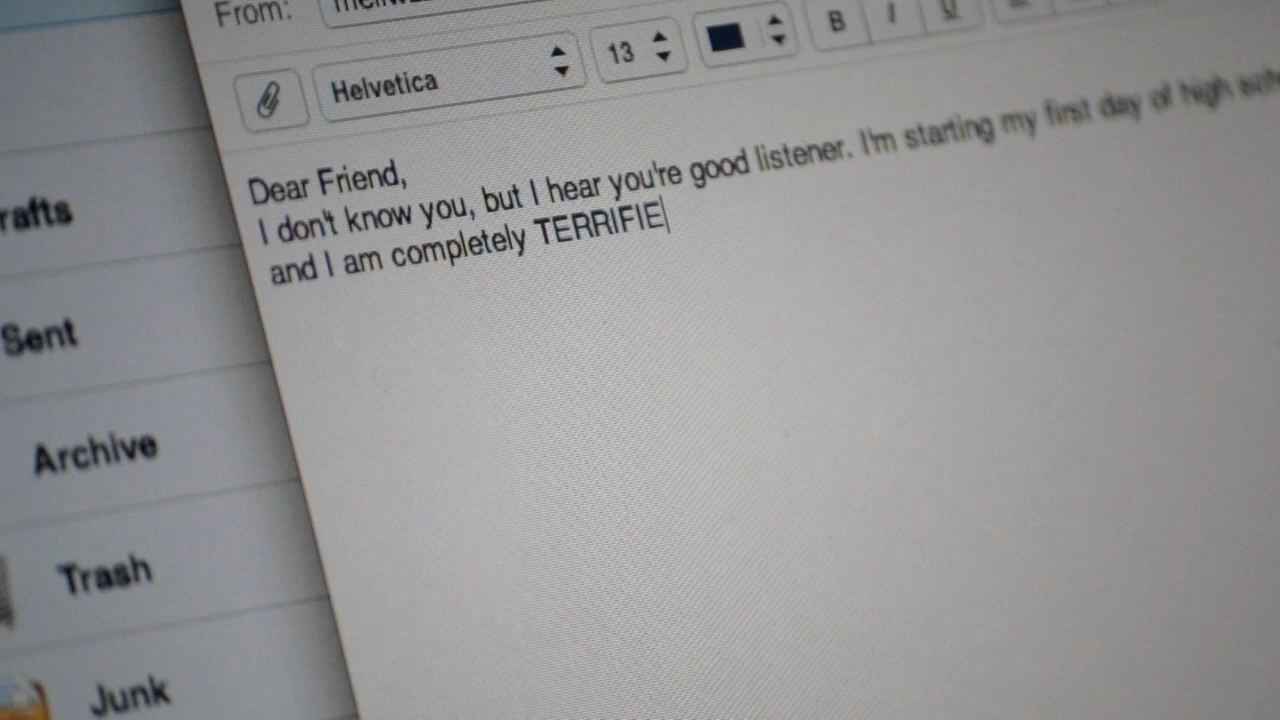 From:
Helvetica 13 B I U
Dear Friend,
I don't know you, but I hear you're good listener. I'm starting my first day of high
and I am completely TERRIFIE
rafts
Sent
Archive
Trash
Junk